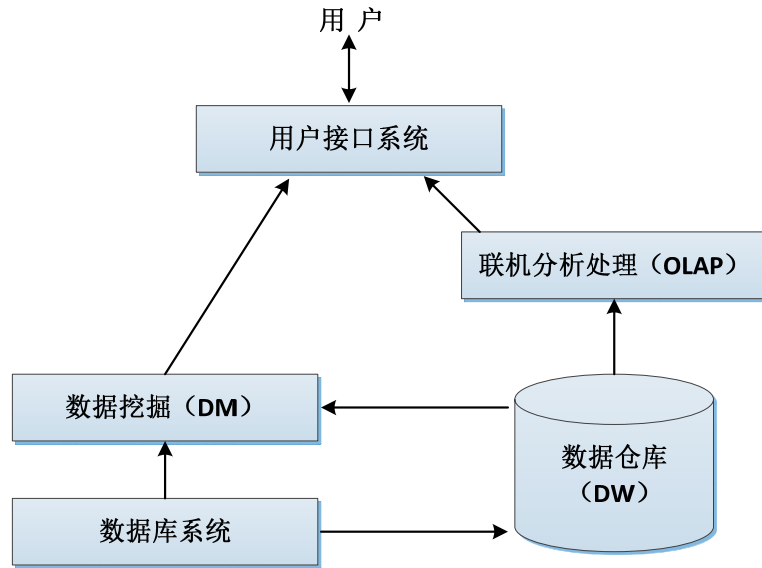 用 户
用户接口系统
联机分析处理（OLAP）
数据挖掘（DM）
数据仓库
（DW）
数据库系统